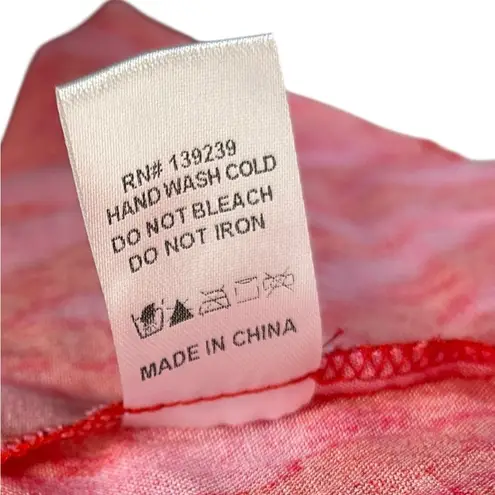 RN# 139239
HAND WASH COLD
DO NOT BLEACH
DO NOT IRON
MADE IN CHINA